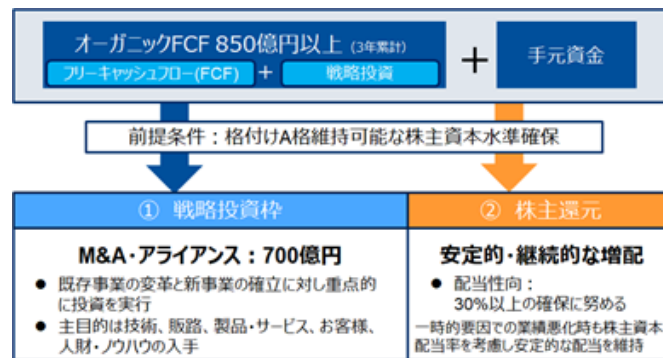 オーガニックFCF 850億円以上 (3年累計)
フリーキャッシュフロー(FCF) + 戦略投資
+
手元資金
前提条件：格付けA格維持可能な株主資本水準確保
① 戦略投資枠
M&A・アライアンス：700億円
● 既存事業の変革と新事業の確立に対し重点的
に投資を実行
● 主目的は技術、販路、製品・サービス、お客様、
人財・ノウハウの入手
② 株主還元
安定的・継続的な増配
● 配当性向：
30%以上の確保に努める
一時的要因での業績悪化時も株主資本
配当率を考慮し安定的な配当を維持